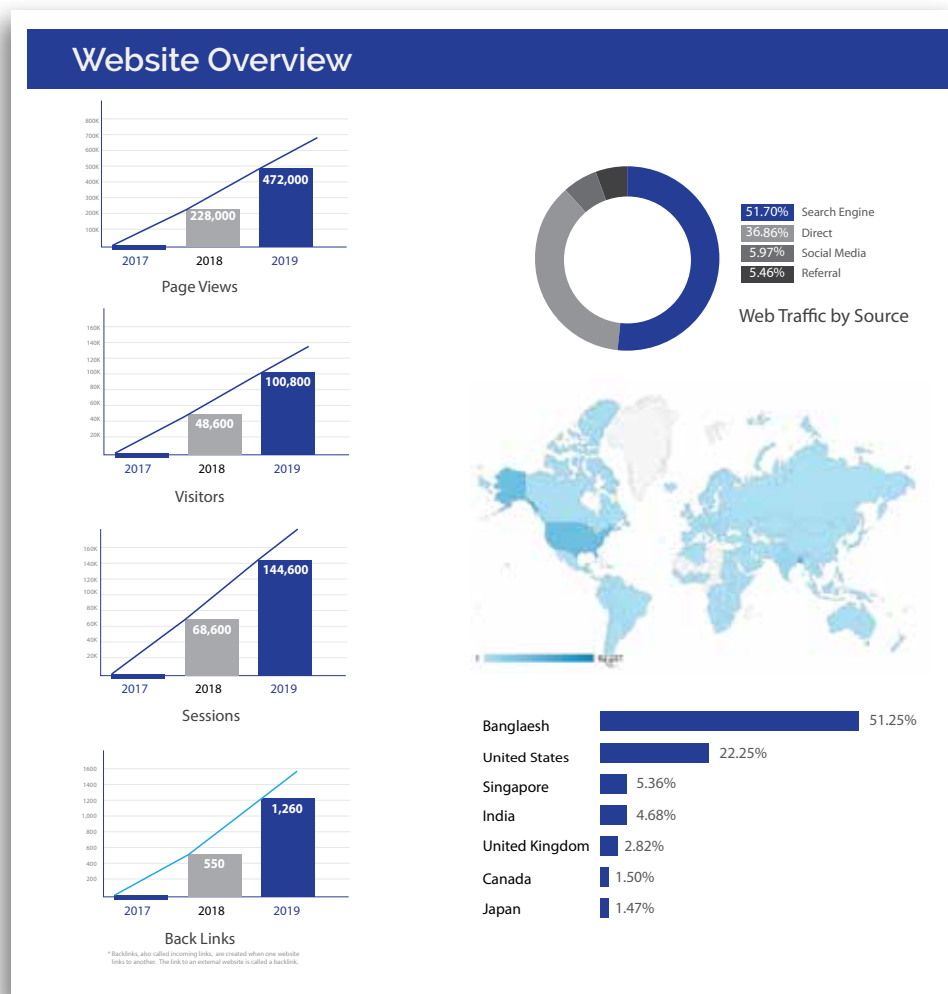 Website Overview
800K
700K
600K
500K
400K
300K
200K
100K
228,000
472,000
2017
2018
2019
Page Views
160K
140K
120K
100K
80K
60K
40K
20K
48,600
100,800
2017
2018
2019
Visitors
160K
140K
120K
100K
80K
60K
40K
20K
68,600
144,600
2017
2018
2019
Sessions
1600
1400
1,000
800
600
400
200
550
1,260
2017
2018
2019
Back Links
* Backlinks, also called incoming links, are created when one website
links to another. The link to an external website is called a backlink.
51.70% Search Engine
36.86% Direct
5.97% Social Media
5.46% Referral
Web Traffic by Source
Banglaesh 51.25%
United States 22.25%
Singapore 5.36%
India 4.68%
United Kingdom 2.82%
Canada 1.50%
Japan 1.47%